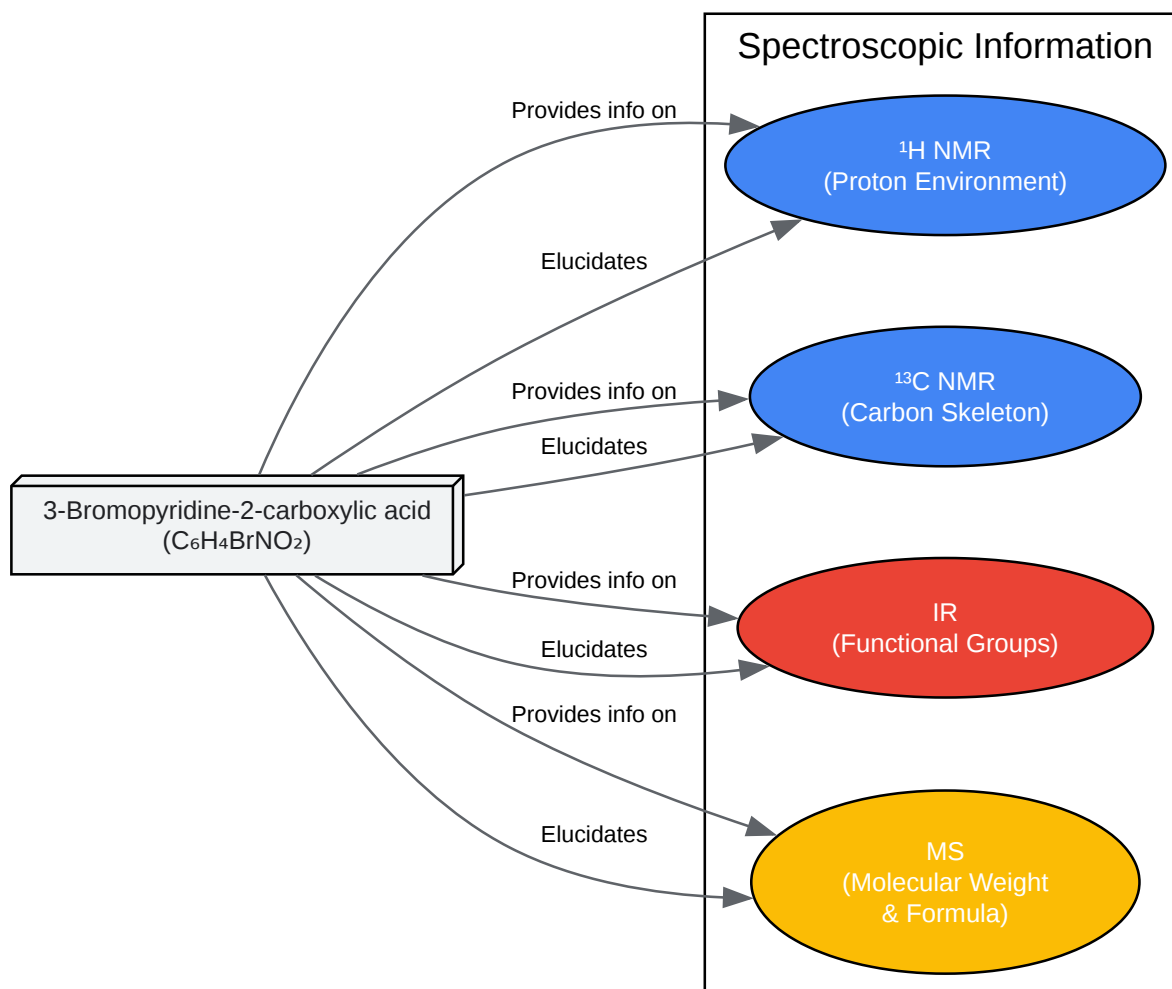 Spectroscopic Information
Provides info on
¹H NMR
(Proton Environment)
Elucidates
Provides info on
¹³C NMR
(Carbon Skeleton)
Elucidates
3-Bromopyridine-2-carboxylic acid
(C₆H₄BrNO₂)
Provides info on
IR
(Functional Groups)
Elucidates
Provides info on
Elucidates
MS
(Molecular Weight
& Formula)